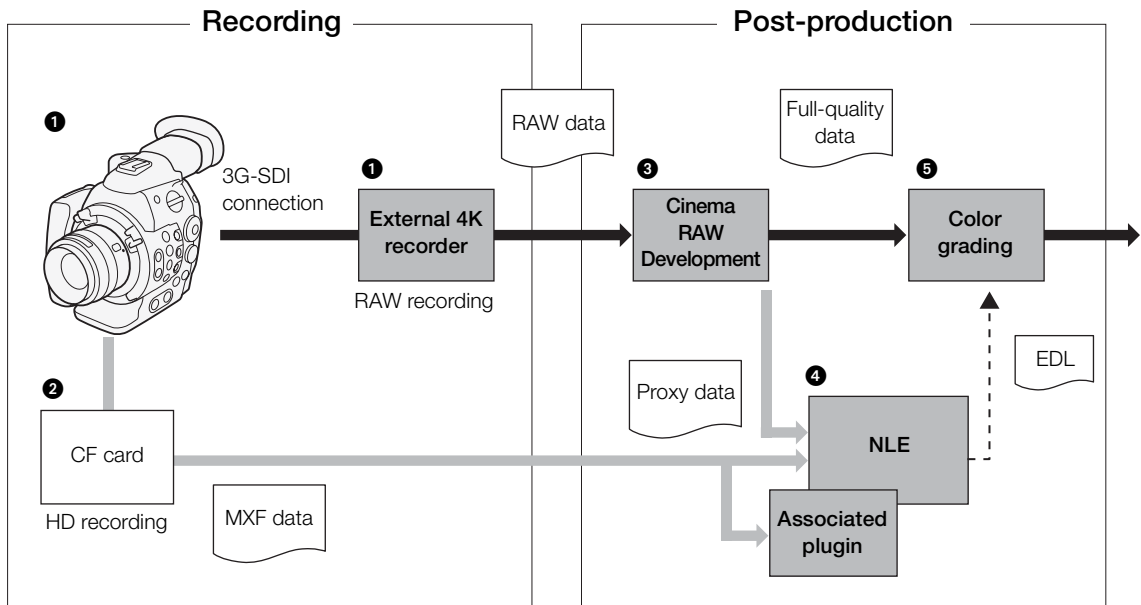 Recording
Post-production
RAW data
Full-quality
data
❶
3G-SDI
connection
❶
External 4K
recorder
RAW recording
❸
Cinema
RAW
Development
❺
Color
grading
EDL
❷
CF card
HD recording
MXF data
Proxy data
❹
NLE
Associated
plugin